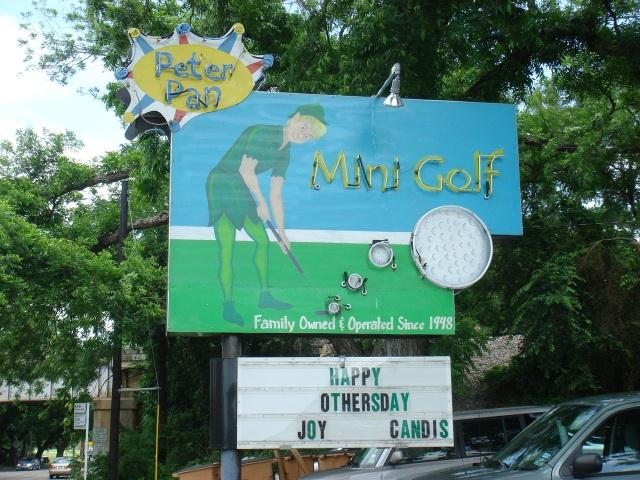 Peter
Pan
Mini Golf
Family Owned & Operated Since 1948
HAPPY
OTHERSDAY
JOY CANDIS